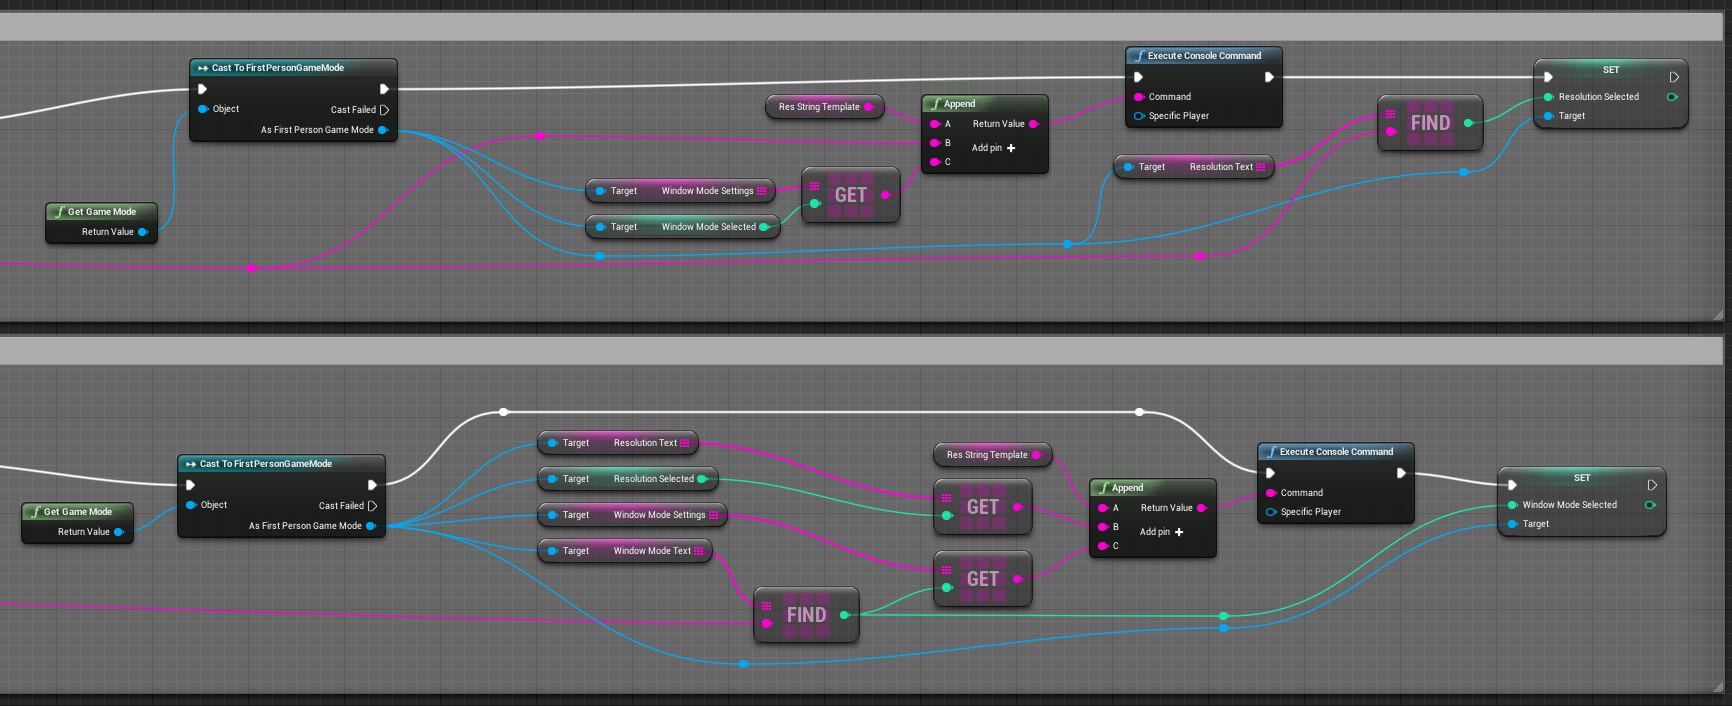 Cast To FirstPersonGameMode
Object
Cast Failed
As First Person Game Mode
Get Game Mode
Return Value
Res String Template
Target Window Mode Settings
Target Window Mode Selected
GET
Append
A Return Value
B
Add pin
C
Execute Console Command
Command
Specific Player
Target Resolution Text
FIND
SET
Resolution Selected
Target
Cast To FirstPersonGameMode
Object
Cast Failed
As First Person Game Mode
Get Game Mode
Return Value
Target Resolution Text
Target Resolution Selected
Target Window Mode Settings
Target Window Mode Text
FIND
Res String Template
GET
GET
Append
A Return Value
B
Add pin
C
Execute Console Command
Command
Specific Player
SET
Window Mode Selected
Target